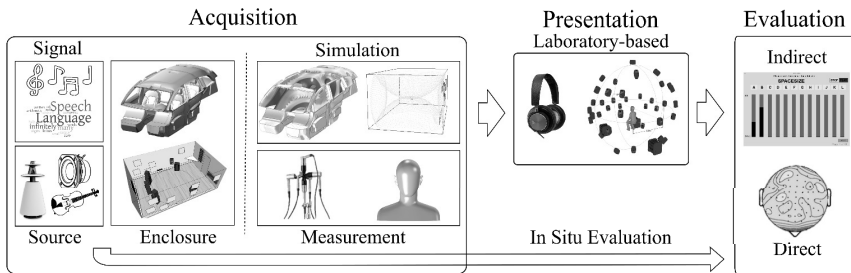 Acquisition
Presentation
Evaluation
Signal
Simulation
Laboratory-based
Indirect
Speech
Language
Infinitely many
SPACESIZE
A B C D E F G H I J K L
Source
Enclosure
Measurement
In Situ Evaluation
Direct